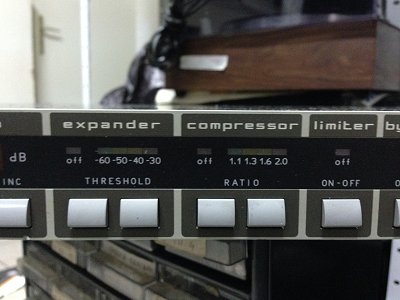 expander compressor limiter by
dB off -60 -50 -40 -30 off 1.1 1.3 1.6 2.0 off
INC THRESHOLD RATIO ON-OFF O